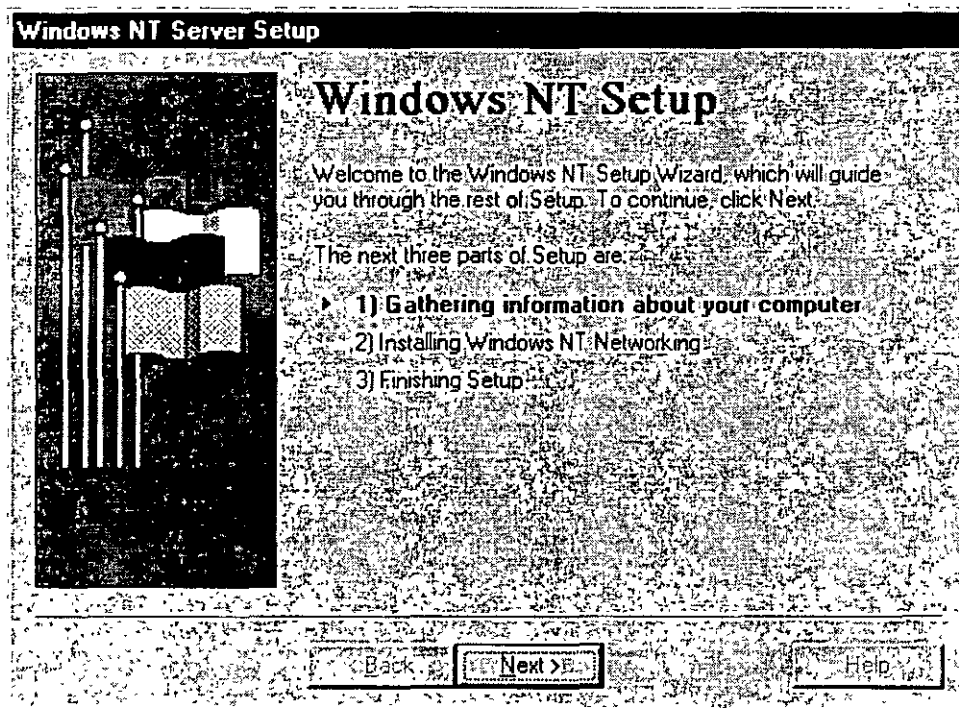 Windows NT Server Setup
Windows NT Setup
Welcome to the Windows NT Setup Wizard, which will guide
you through the rest of Setup. To continue, click Next.
The next three parts of Setup are:
1) Gathering information about your computer
2) Installing Windows NT Networking
3) Finishing Setup
Back
Next >
Help